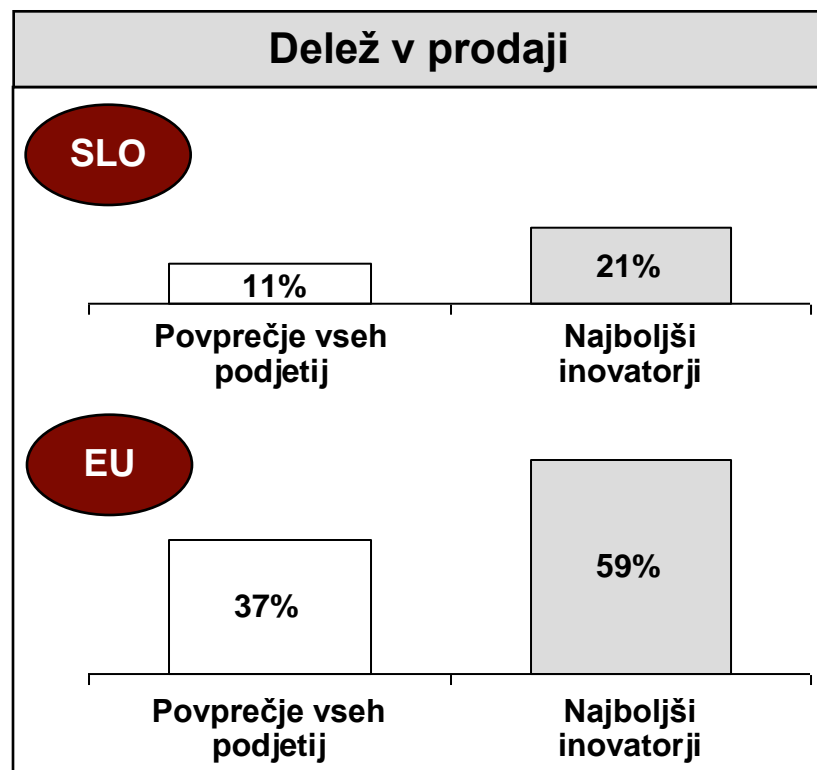 Delež v prodaji
SLO
11%
21%
Povprečje vseh
podjetij
Najboljši
inovatorji
EU
37%
59%
Povprečje vseh
podjetij
Najboljši
inovatorji